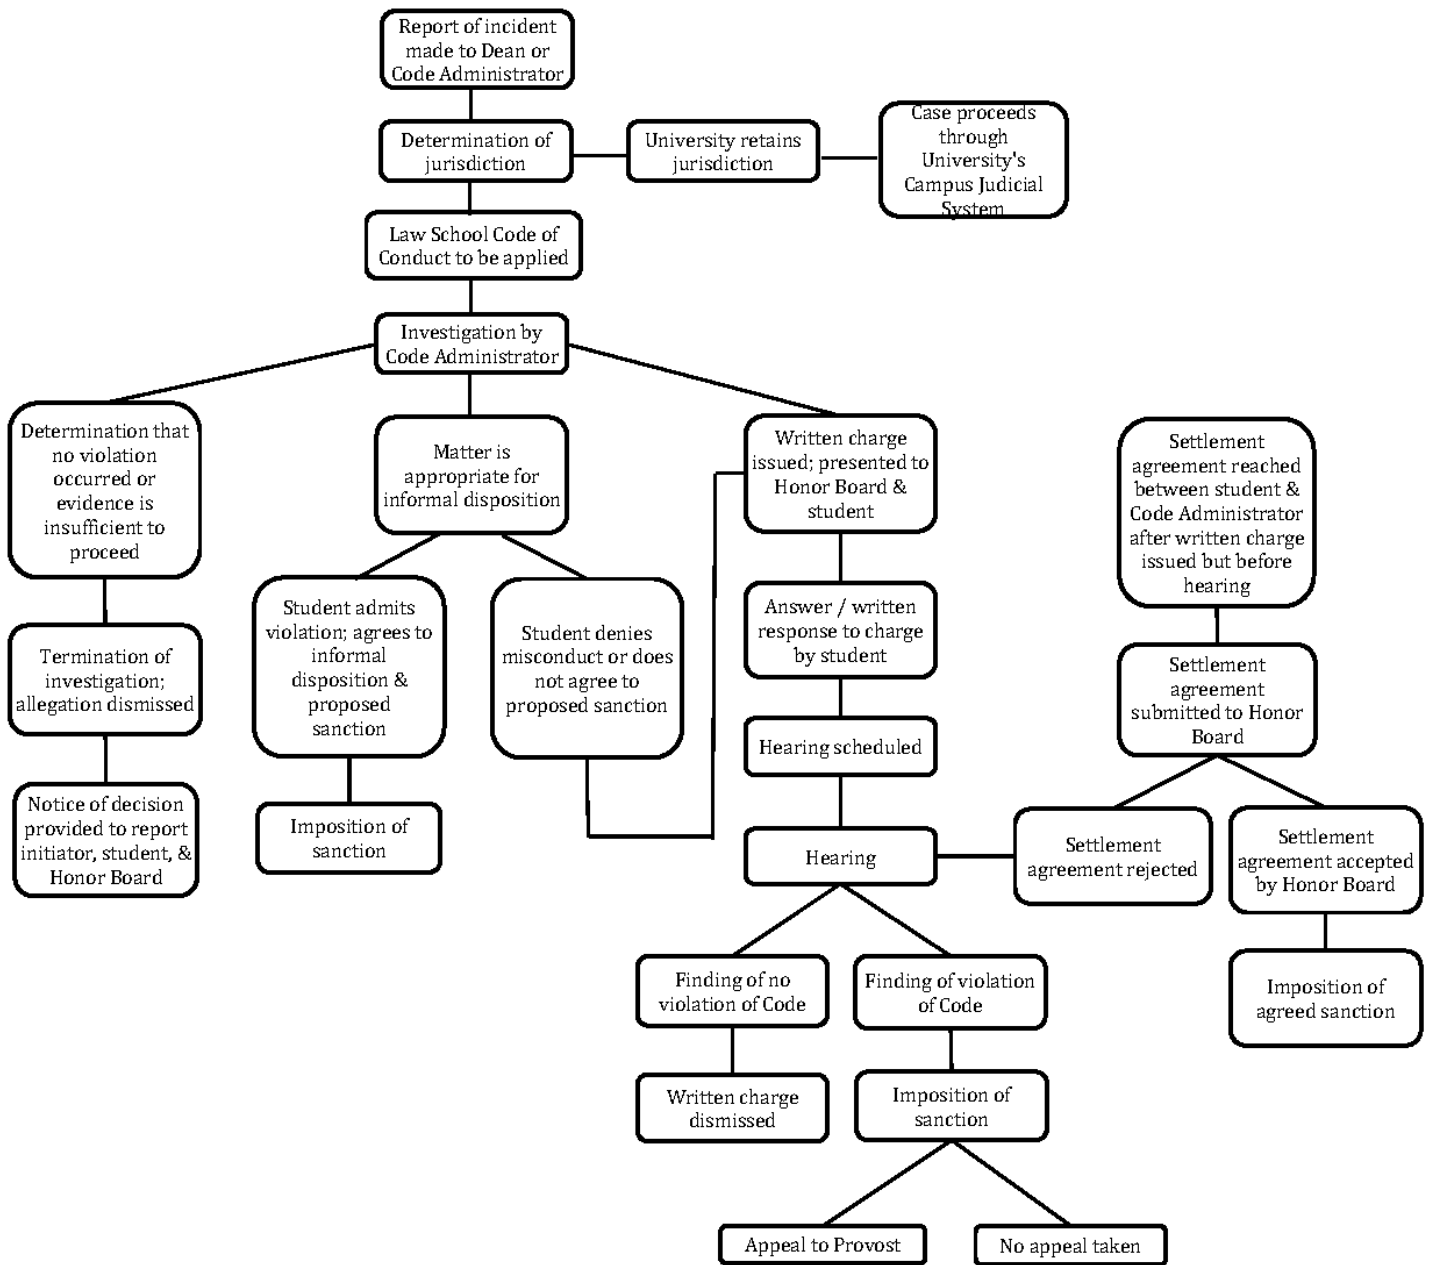 Report of incident
made to Dean or
Code Administrator
Determination of
jurisdiction
University retains
jurisdiction
Case proceeds
through
University's
Campus Judicial
System
Law School Code of
Conduct to be applied
Investigation by
Code Administrator
Determination that
no violation
occurred or
evidence is
insufficient to
proceed
Matter is
appropriate for
informal disposition
Written charge
issued; presented to
Honor Board &
student
Settlement
agreement reached
between student &
Code Administrator
after written charge
issued but before
hearing
Termination of
investigation;
allegation dismissed
Student admits
violation; agrees to
informal
disposition &
proposed
sanction
Student denies
misconduct or does
not agree to
proposed sanction
Answer / written
response to charge
by student
Settlement
agreement
submitted to Honor
Board
Hearing scheduled
Notice of decision
provided to report
initiator, student, &
Honor Board
Imposition of
sanction
Hearing
Settlement
agreement rejected
Settlement
agreement accepted
by Honor Board
Finding of no
violation of Code
Finding of violation
of Code
Imposition of
agreed sanction
Written charge
dismissed
Imposition of
sanction
Appeal to Provost
No appeal taken